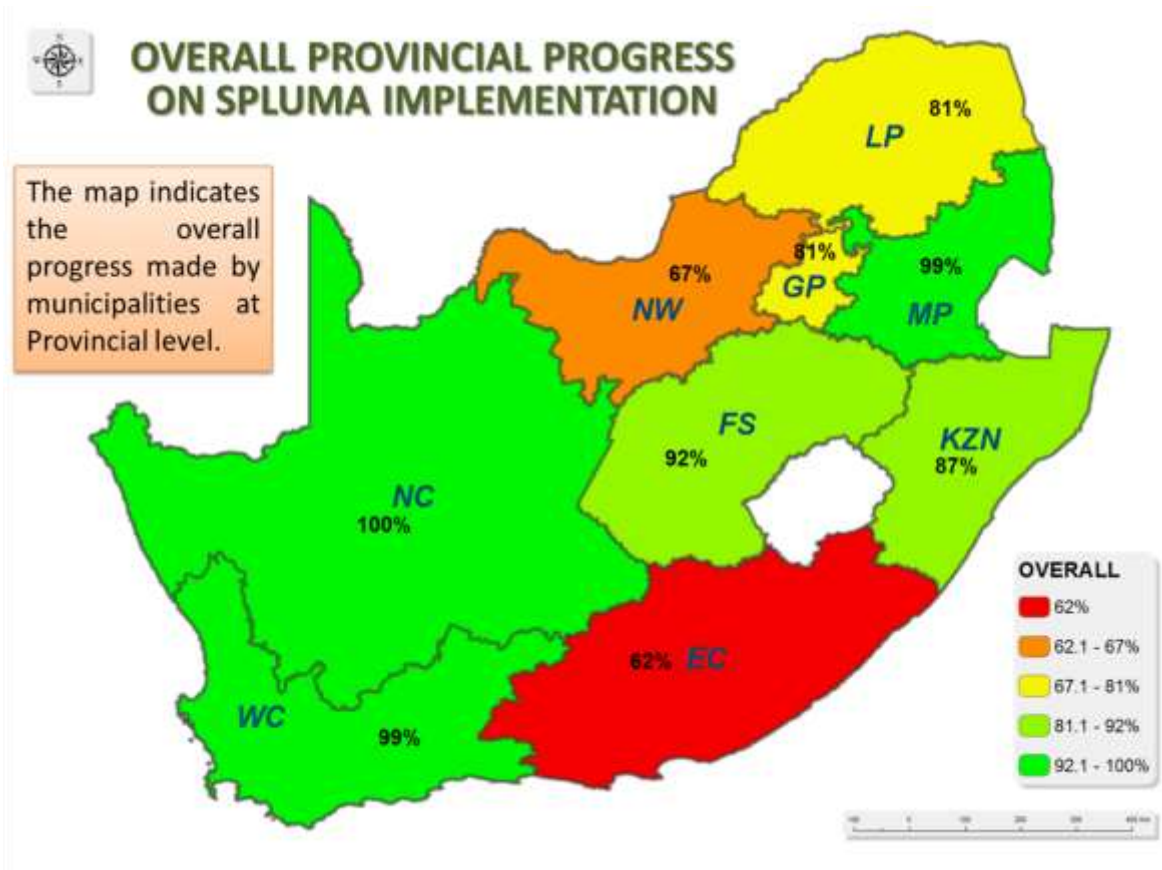 N
W
S
OVERALL PROVINCIAL PROGRESS
ON SPLUMA IMPLEMENTATION
The map indicates
the overall
progress made by
municipalities at
Provincial level.
81%
LP
81%
GP
67%
NW
99%
MP
FS
92%
KZN
87%
NC
100%
62% EC
WC
99%
OVERALL
62%
62.1 - 67%
67.1 - 81%
81.1 - 92%
92.1 - 100%